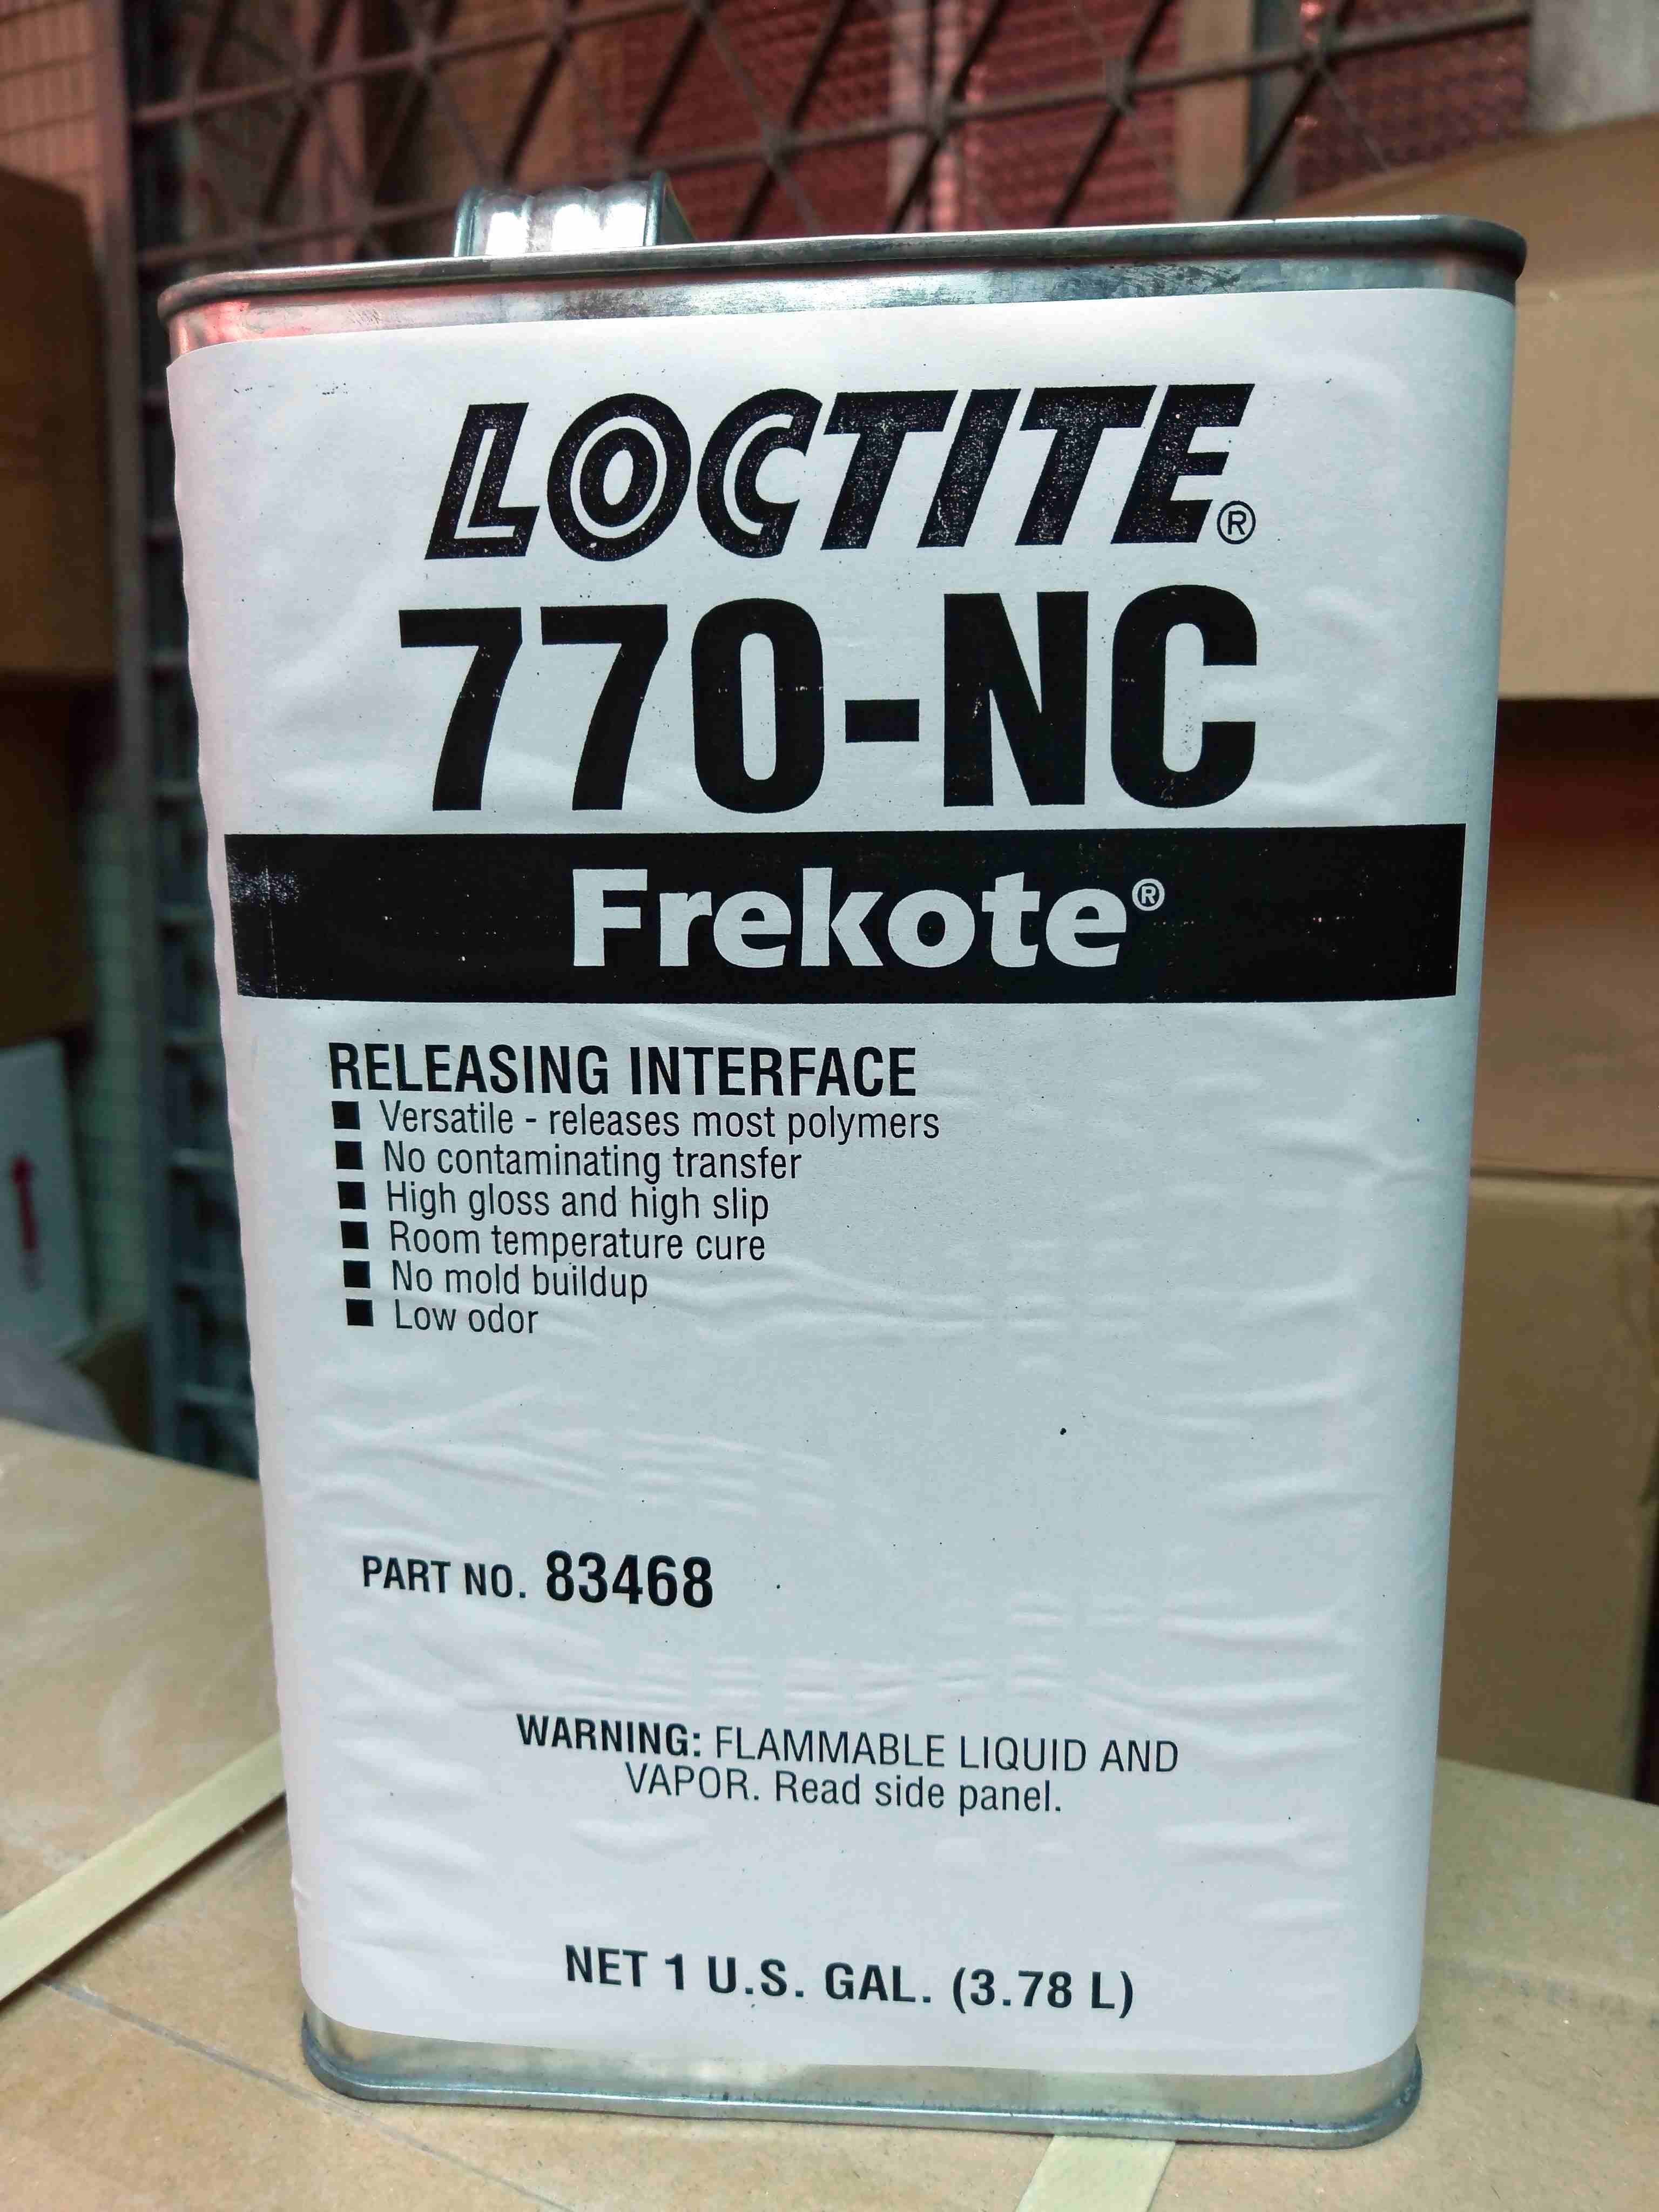 LOCTITE®
770-NC
Frekote®
RELEASING INTERFACE
■ Versatile - releases most polymers
■ No contaminating transfer
■ High gloss and high slip
■ Room temperature cure
■ No mold buildup
■ Low odor
PART NO. 83468
WARNING: FLAMMABLE LIQUID AND
VAPOR. Read side panel.
NET 1 U.S. GAL. (3.78 L)